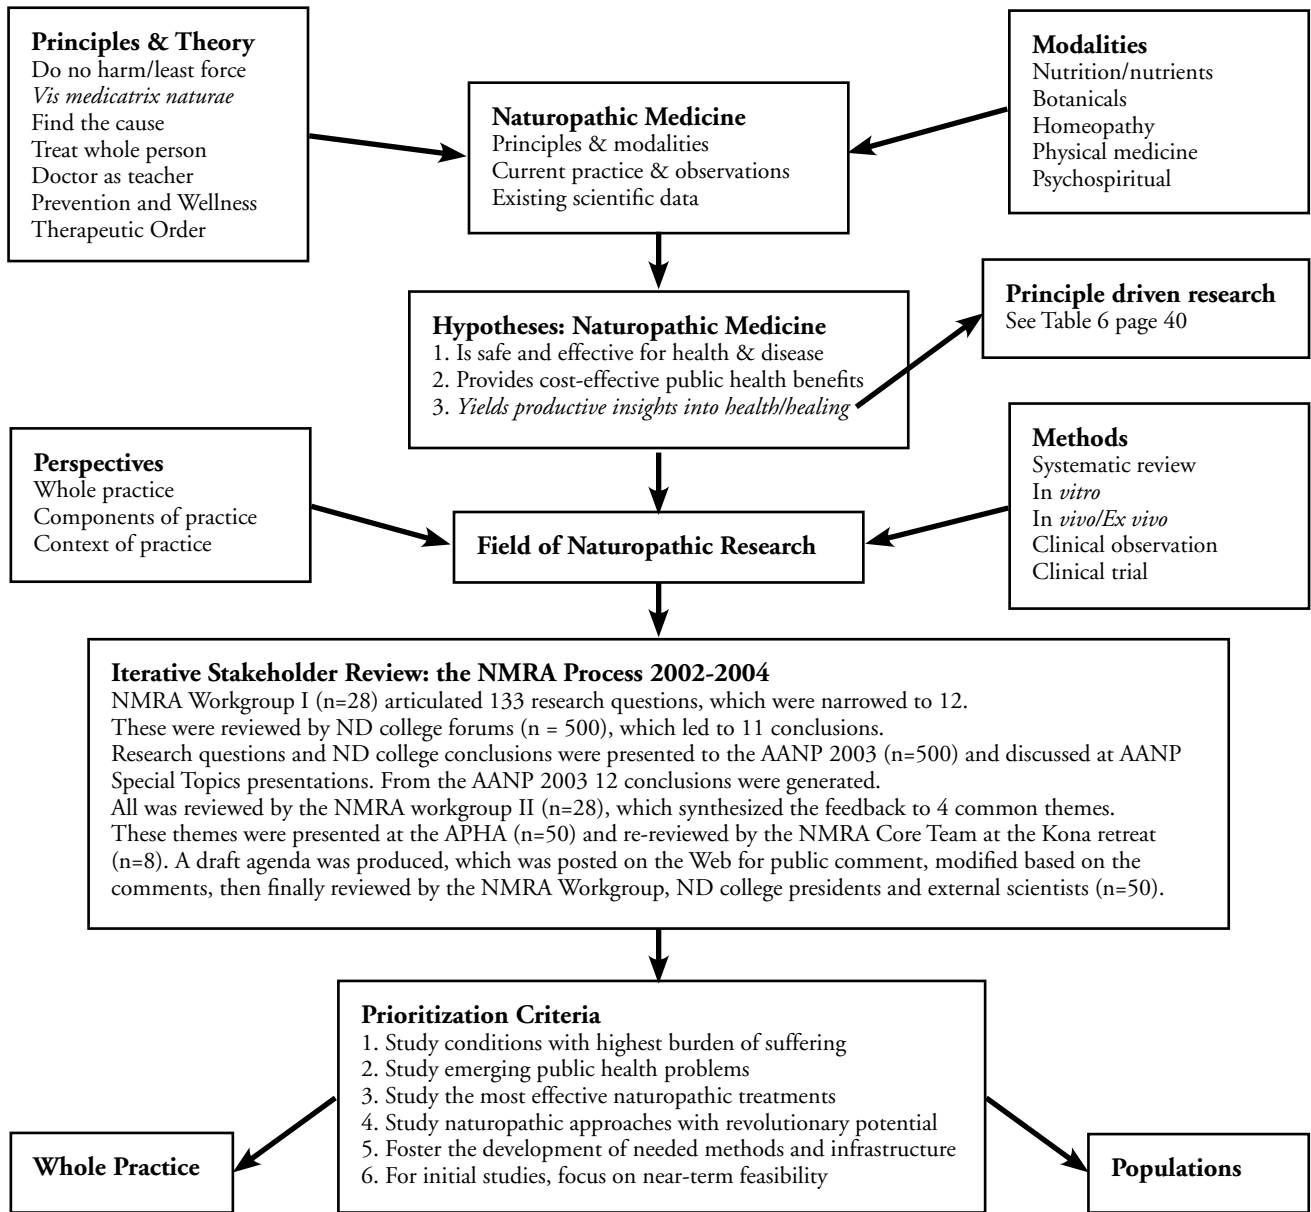 Principles & Theory
Do no harm/least force
Vis medicatrix naturae
Find the cause
Treat whole person
Doctor as teacher
Prevention and Wellness
Therapeutic Order
Naturopathic Medicine
Principles & modalities
Current practice & observations
Existing scientific data
Modalities
Nutrition/nutrients
Botanicals
Homeopathy
Physical medicine
Psychospiritual
Hypotheses: Naturopathic Medicine
1. Is safe and effective for health & disease
2. Provides cost-effective public health benefits
3. Yields productive insights into health/healing
Principle driven research
See Table 6 page 40
Perspectives
Whole practice
Components of practice
Context of practice
Field of Naturopathic Research
Methods
Systematic review
In vitro
In vivo/Ex vivo
Clinical observation
Clinical trial
Iterative Stakeholder Review: the NMRA Process 2002-2004
NMRA Workgroup I (n=28) articulated 133 research questions, which were narrowed to 12.
These were reviewed by ND college forums (n = 500), which led to 11 conclusions.
Research questions and ND college conclusions were presented to the AANP 2003 (n=500) and discussed at AANP
Special Topics presentations. From the AANP 2003 12 conclusions were generated.
All was reviewed by the NMRA workgroup II (n=28), which synthesized the feedback to 4 common themes.
These themes were presented at the APHA (n=50) and re-reviewed by the NMRA Core Team at the Kona retreat
(n=8). A draft agenda was produced, which was posted on the Web for public comment, modified based on the
comments, then finally reviewed by the NMRA Workgroup, ND college presidents and external scientists (n=50).
Prioritization Criteria
1. Study conditions with highest burden of suffering
2. Study emerging public health problems
3. Study the most effective naturopathic treatments
4. Study naturopathic approaches with revolutionary potential
5. Foster the development of needed methods and infrastructure
6. For initial studies, focus on near-term feasibility
Whole Practice
Populations